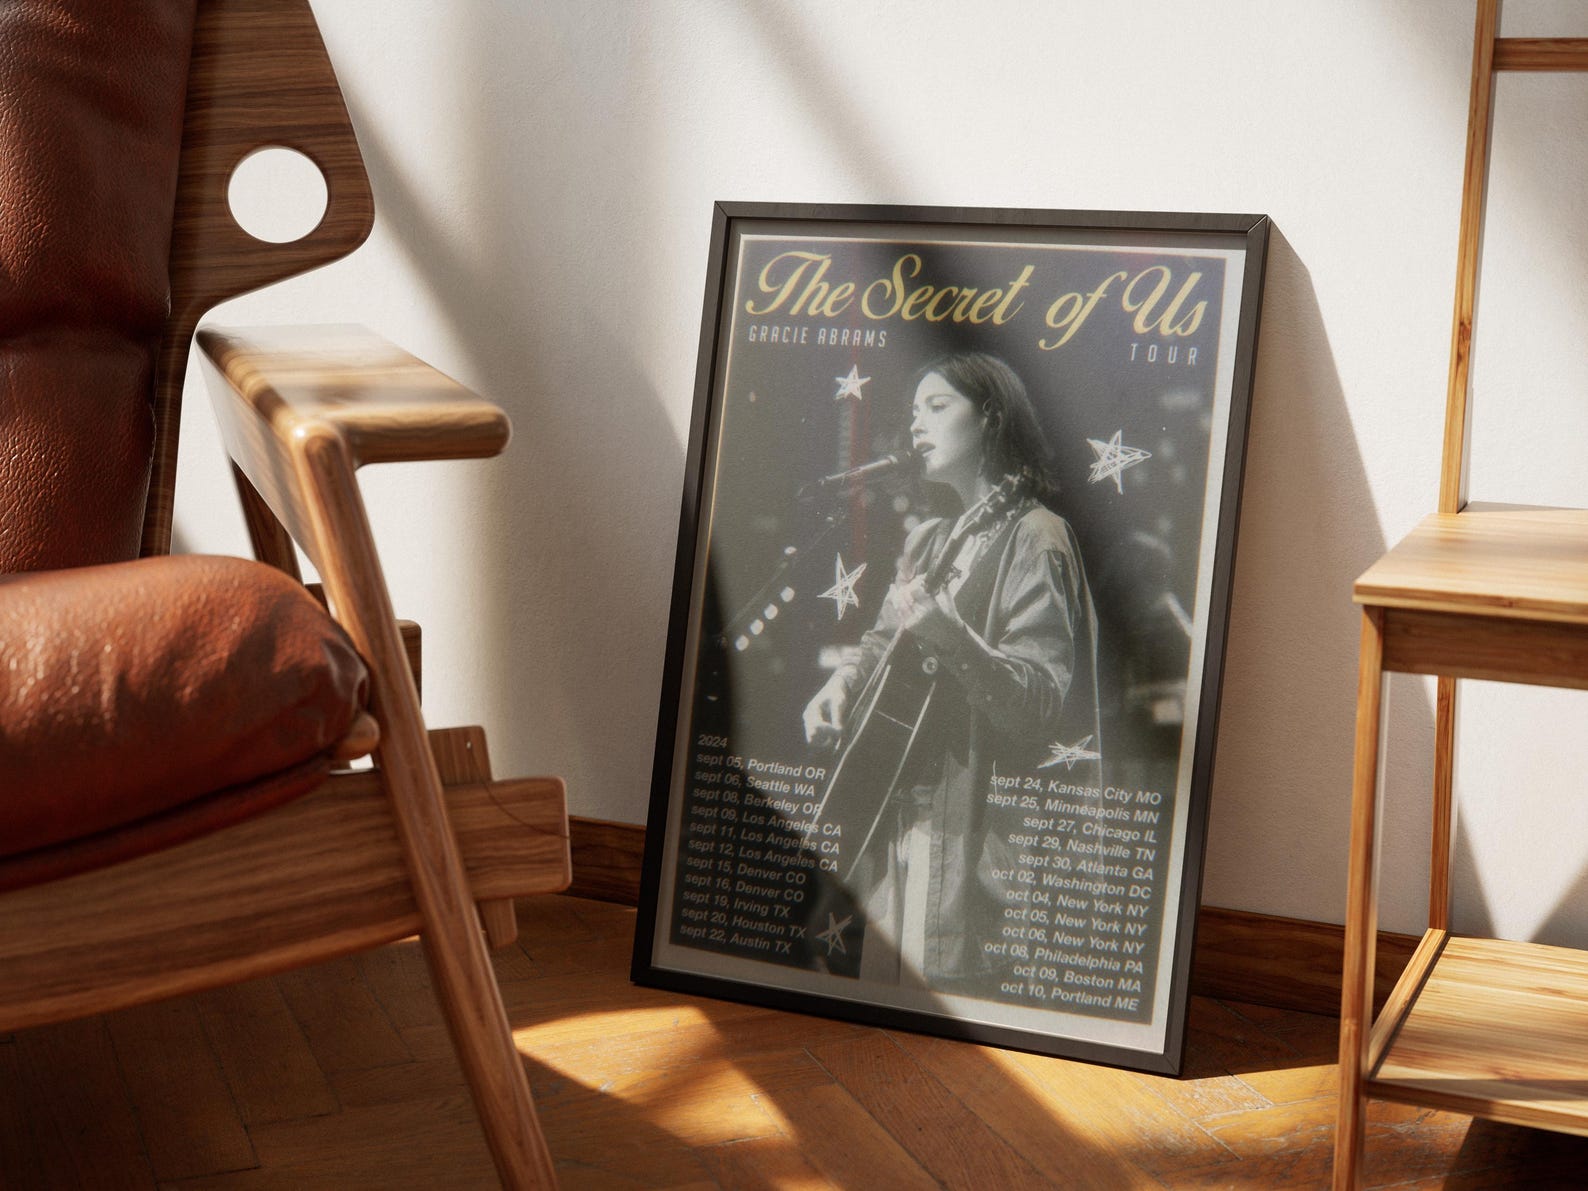 The Secret of Us
GRACIE ABRAMS
TOUR
2024
sept 05, Portland OR
sept 06, Seattle WA
sept 08, Berkeley OR
sept 09, Los Angeles CA
sept 11, Los Angeles CA
sept 12, Los Angeles CA
sept 15, Denver CO
sept 16, Denver CO
sept 19, Irving TX
sept 20, Houston TX
sept 22, Austin TX
sept 24, Kansas City MO
sept 25, Minneapolis MN
sept 27, Chicago IL
sept 29, Nashville TN
sept 30, Atlanta GA
oct 02, Washington DC
oct 04, New York NY
oct 05, New York NY
oct 06, New York NY
oct 08, Philadelphia PA
oct 09, Boston MA
oct 10, Portland ME